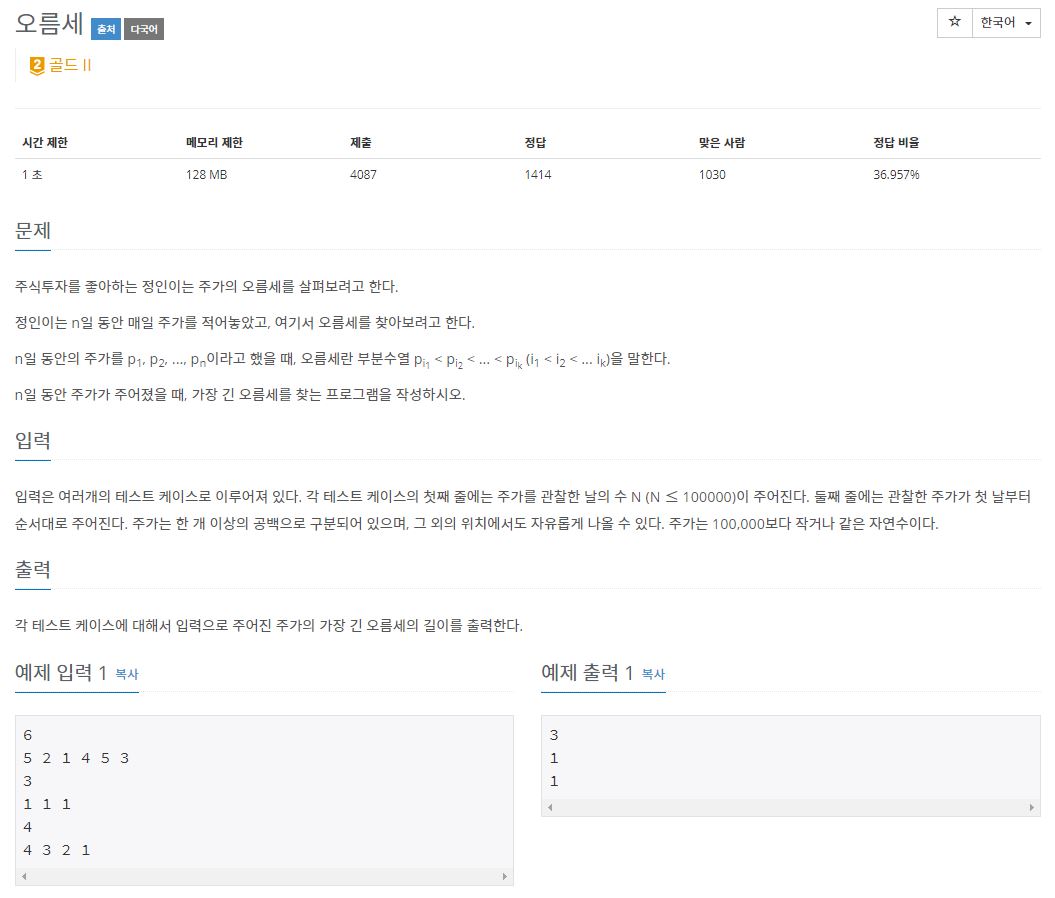 오름세 출처 다국어
☆ 한국어
2 골드 II
시간 제한 메모리 제한 제출 정답 맞은 사람 정답 비율
1 초 128 MB 4087 1414 1030 36.957%
문제
주식투자를 좋아하는 정인이는 주가의 오름세를 살펴보려고 한다.
정인이는 n일 동안 매일 주가를 적어놓았고, 여기서 오름세를 찾아보려고 한다.
n일 동안의 주가를 p1, p2, ..., pn이라고 했을 때, 오름세란 부분수열 pi1 < pi2 < ... < pik (i1 < i2 < ... ik)을 말한다.
n일 동안 주가가 주어졌을 때, 가장 긴 오름세를 찾는 프로그램을 작성하시오.
입력
입력은 여러개의 테스트 케이스로 이루어져 있다. 각 테스트 케이스의 첫째 줄에는 주가를 관찰한 날의 수 N (N ≤ 100000)이 주어진다. 둘째 줄에는 관찰한 주가가 첫 날부터
순서대로 주어진다. 주가는 한 개 이상의 공백으로 구분되어 있으며, 그 외의 위치에서도 자유롭게 나올 수 있다. 주가는 100,000보다 작거나 같은 자연수이다.
출력
각 테스트 케이스에 대해서 입력으로 주어진 주가의 가장 긴 오름세의 길이를 출력한다.
예제 입력 1 복사
6
5 2 1 4 5 3
3
1 1 1
4
4 3 2 1
예제 출력 1 복사
3
1
1